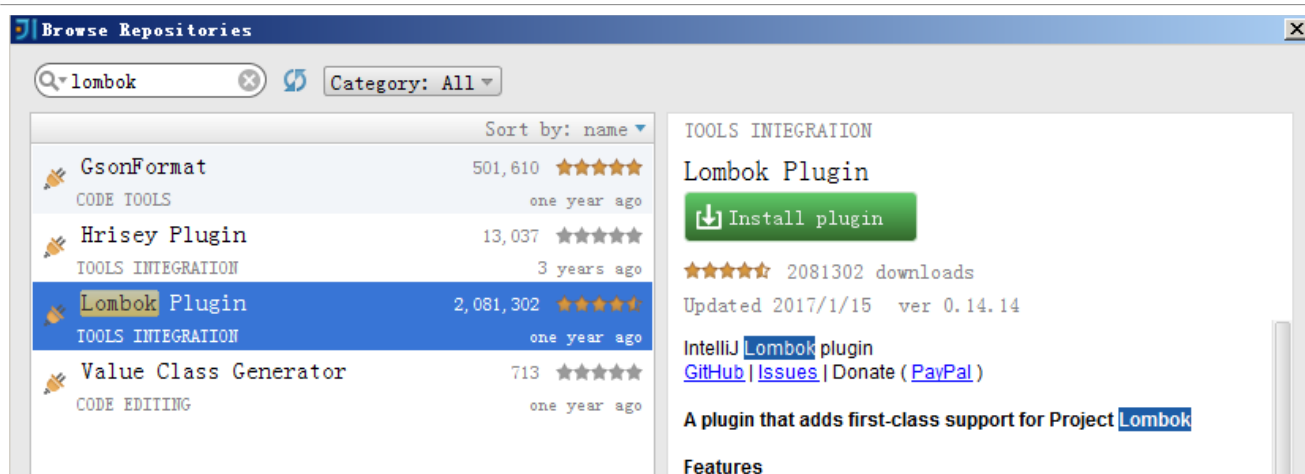 Browse Repositories
lombok
Category: All
Sort by: name
GsonFormat 501,610
CODE TOOLS one year ago
Hrisey Plugin 13,037
TOOLS INTEGRATION 3 years ago
Lombok Plugin 2,081,302
TOOLS INTEGRATION one year ago
Value Class Generator 713
CODE EDITING one year ago
TOOLS INTEGRATION
Lombok Plugin
Install plugin
2081302 downloads
Updated 2017/1/15 ver 0.14.14
IntelliJ Lombok plugin
GitHub | Issues | Donate ( PayPal )
A plugin that adds first-class support for Project Lombok
Features